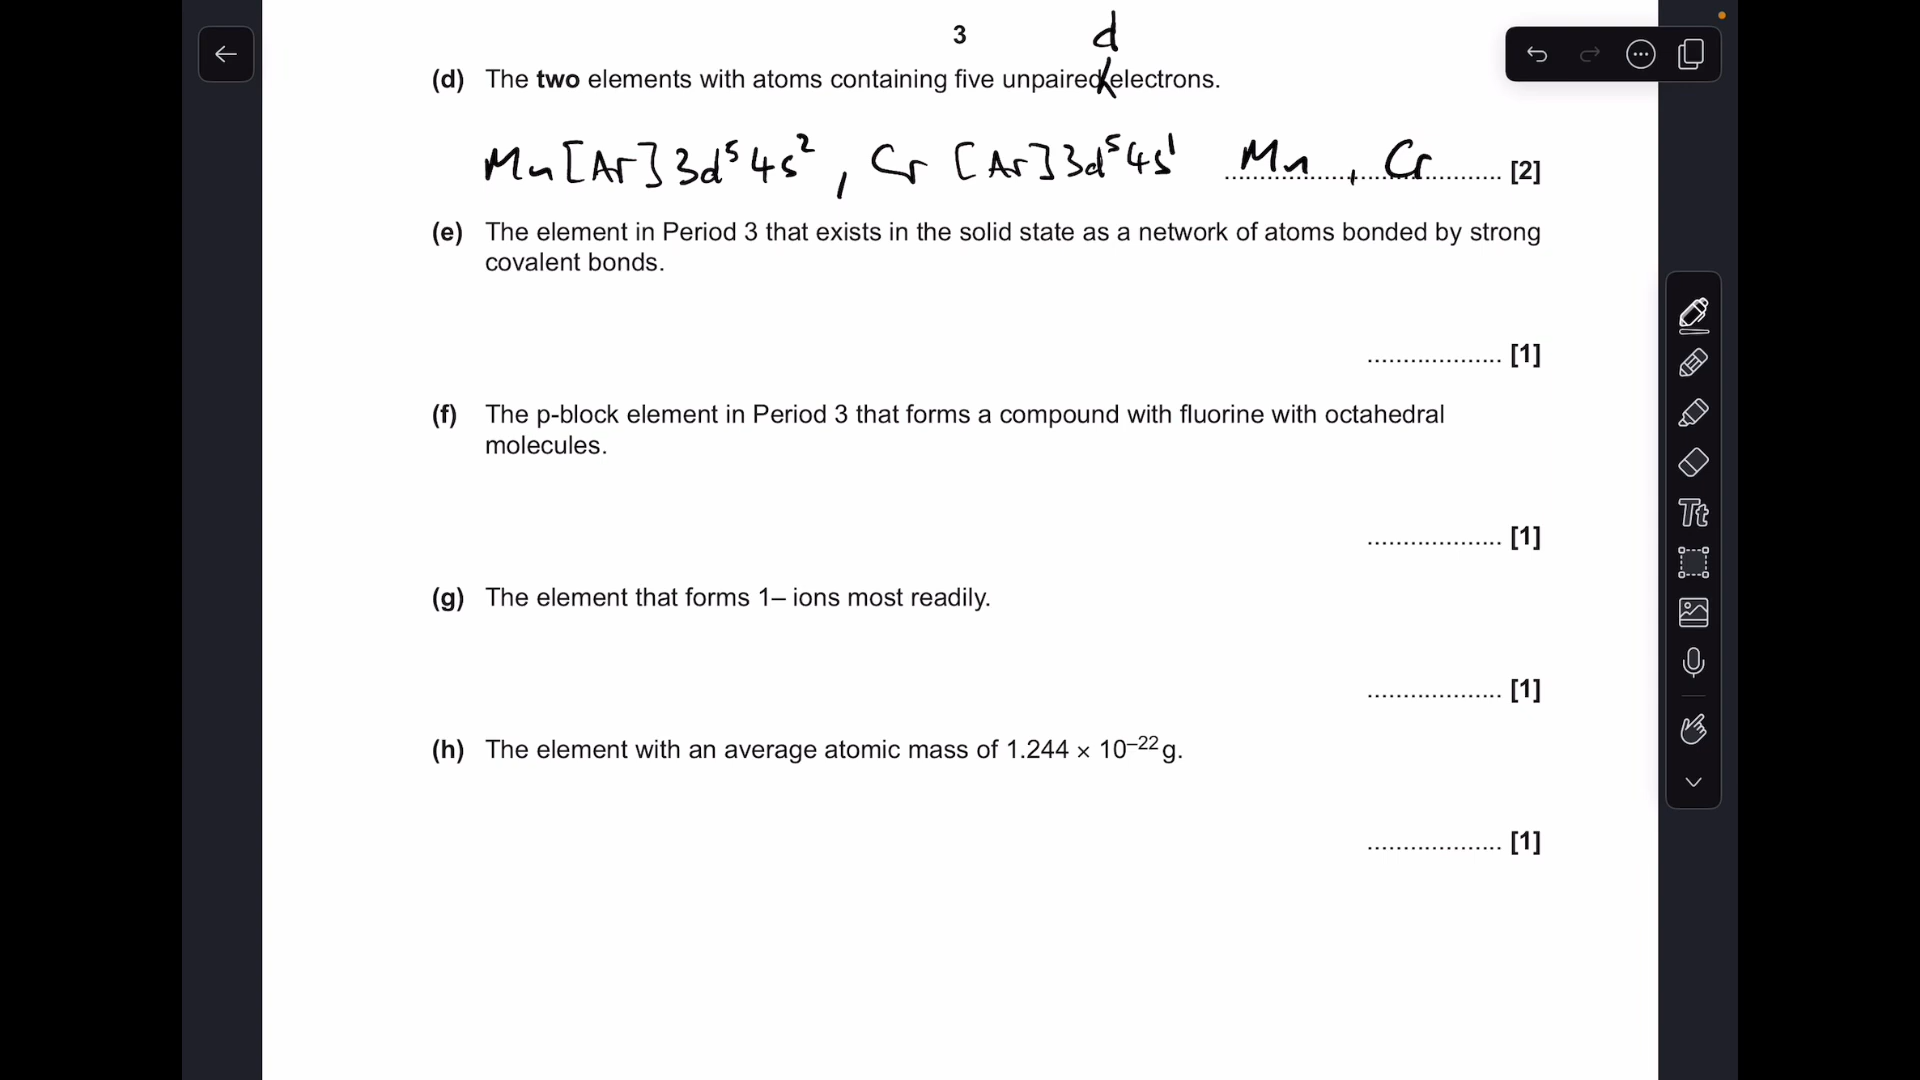 3
d
(d) The two elements with atoms containing five unpaired electrons.
Mn [Ar] 3d⁵ 4s² , Cr [Ar] 3d⁵ 4s¹ Mn , Cr [2]
(e) The element in Period 3 that exists in the solid state as a network of atoms bonded by strong
covalent bonds.
................... [1]
(f) The p-block element in Period 3 that forms a compound with fluorine with octahedral
molecules.
................... [1]
(g) The element that forms 1– ions most readily.
................... [1]
(h) The element with an average atomic mass of 1.244 × 10⁻²² g.
................... [1]
Tt